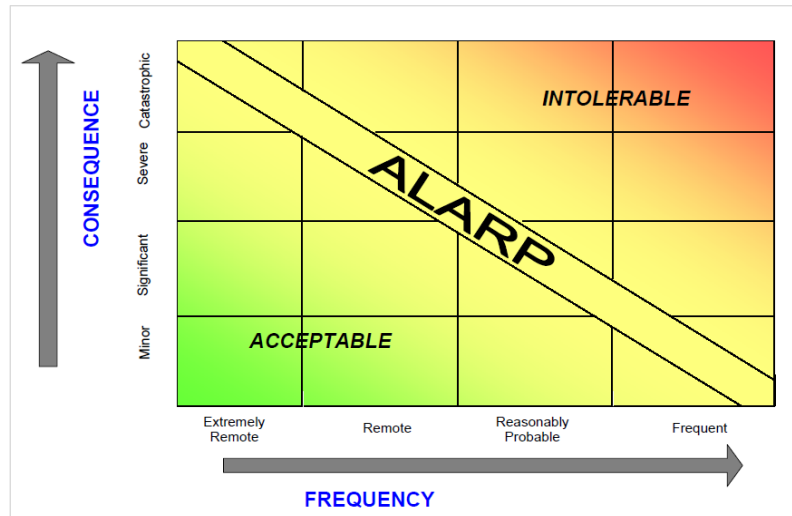 CONSEQUENCE
Catastrophic
Severe
Significant
Minor
INTOLERABLE
ALARP
ACCEPTABLE
Extremely
Remote
Remote
Reasonably
Probable
Frequent
FREQUENCY